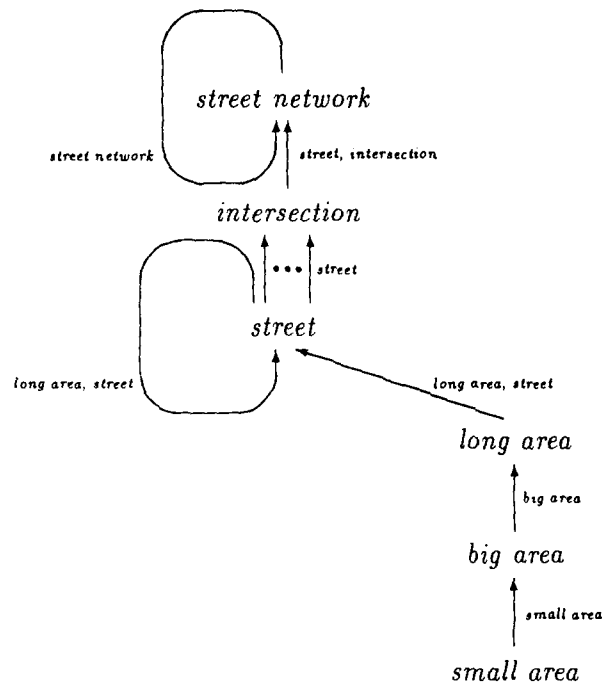 street network
street network
street, intersection
intersection
street
street
long area, street
long area, street
long area
big area
big area
small area
small area